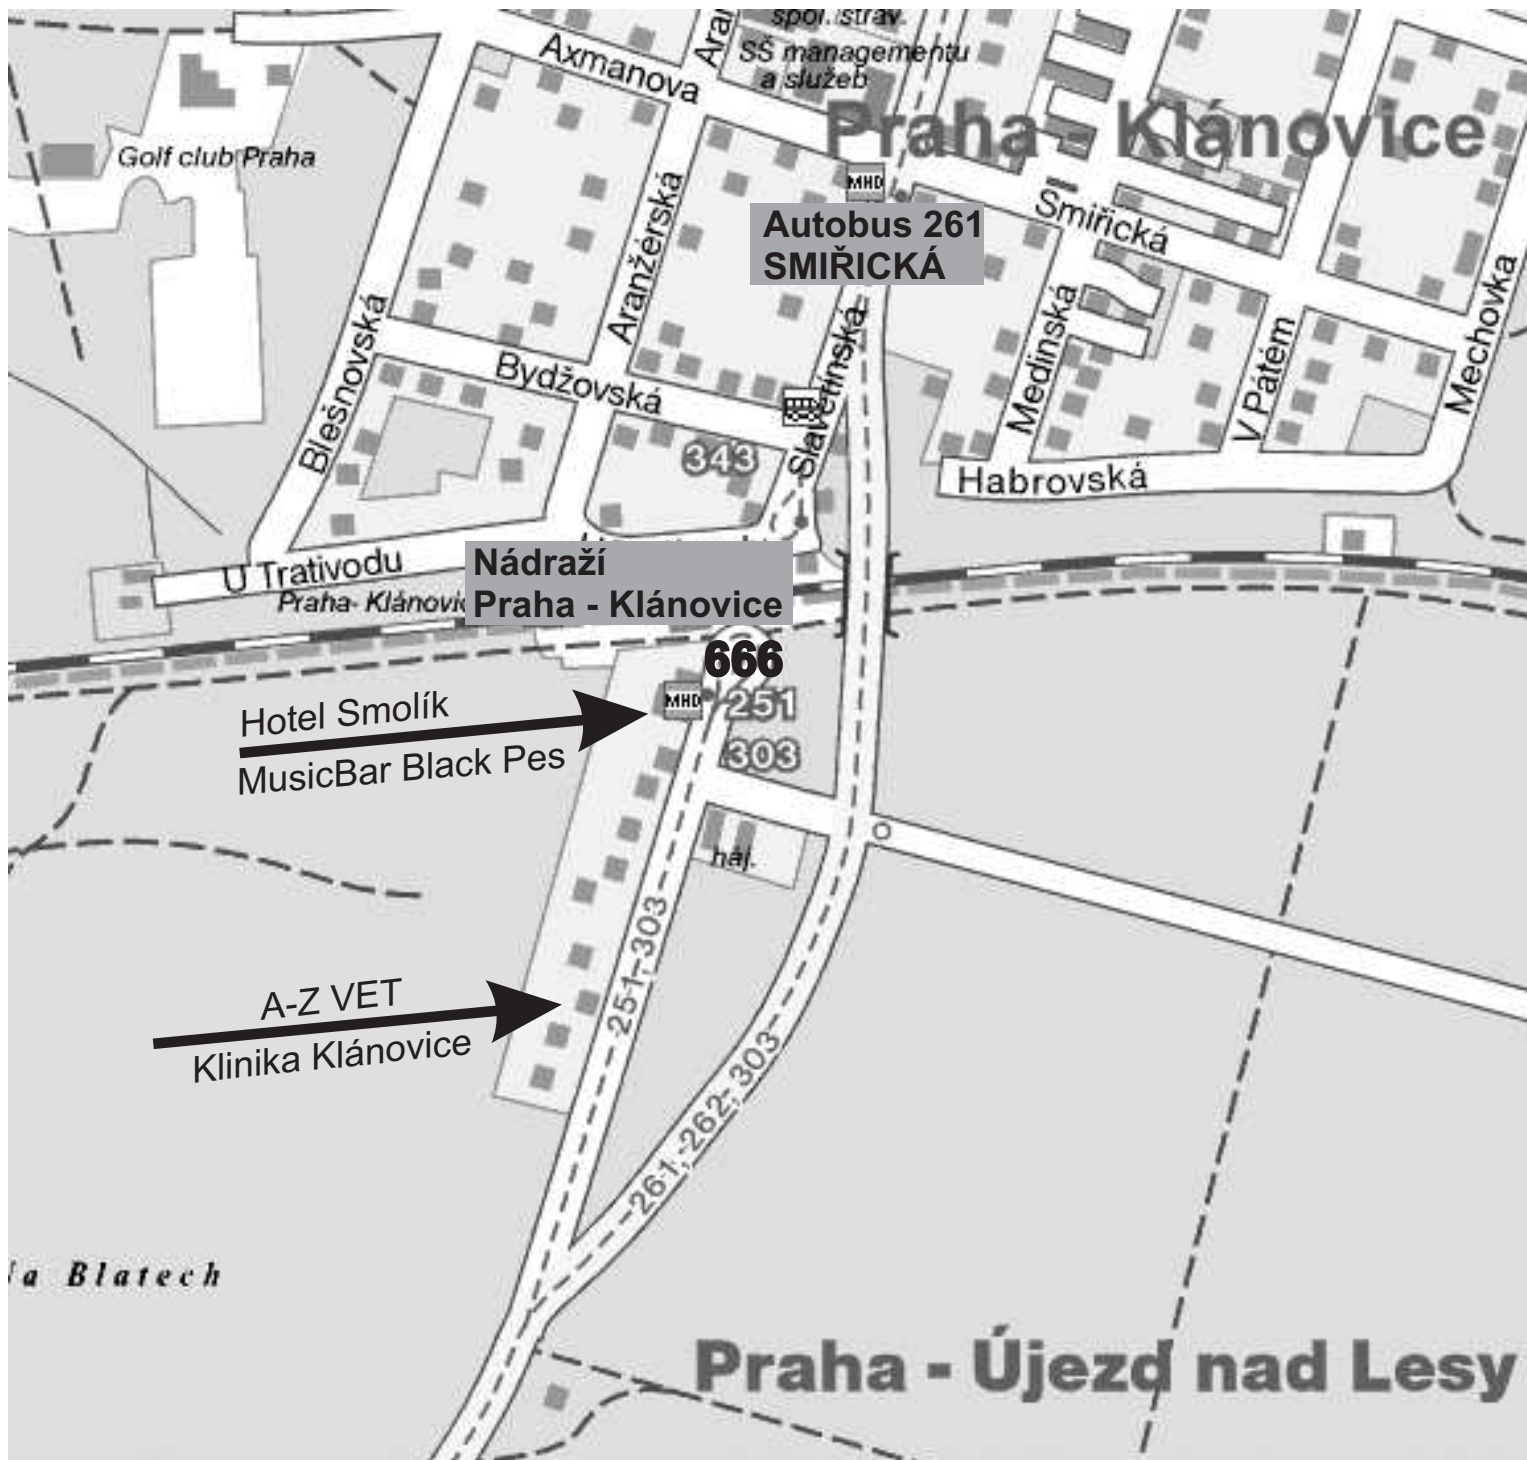 spol. strav.
SŠ managementu
a služeb
Axmanova
Praha - Klánovice
Golf club Praha
MHD
Autobus 261
SMIŘICKÁ
Smiřická
Aranžérská
Blešnovská
Bydžovská
Slavětínská
Medinská
V Pátém
Mechovka
343
Habrovská
U Trativodu
Nádraží
Praha - Klánovice
666
MHD
251
303
Hotel Smolík
MusicBar Black Pes
háj.
251, 303
A-Z VET
Klinika Klánovice
261, 262, 303
Na Blatech
Praha - Újezd nad Lesy